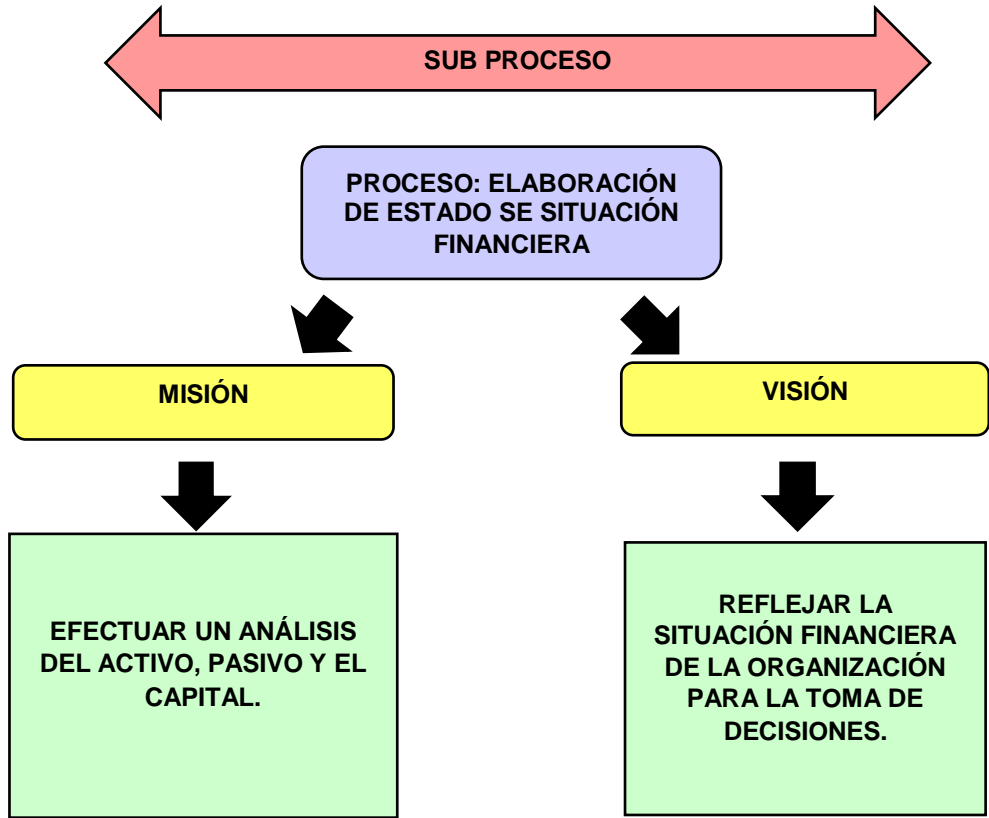 SUB PROCESO
PROCESO: ELABORACIÓN
DE ESTADO SE SITUACIÓN
FINANCIERA
MISIÓN
VISIÓN
EFECTUAR UN ANÁLISIS
DEL ACTIVO, PASIVO Y EL
CAPITAL.
REFLEJAR LA
SITUACIÓN FINANCIERA
DE LA ORGANIZACIÓN
PARA LA TOMA DE
DECISIONES.